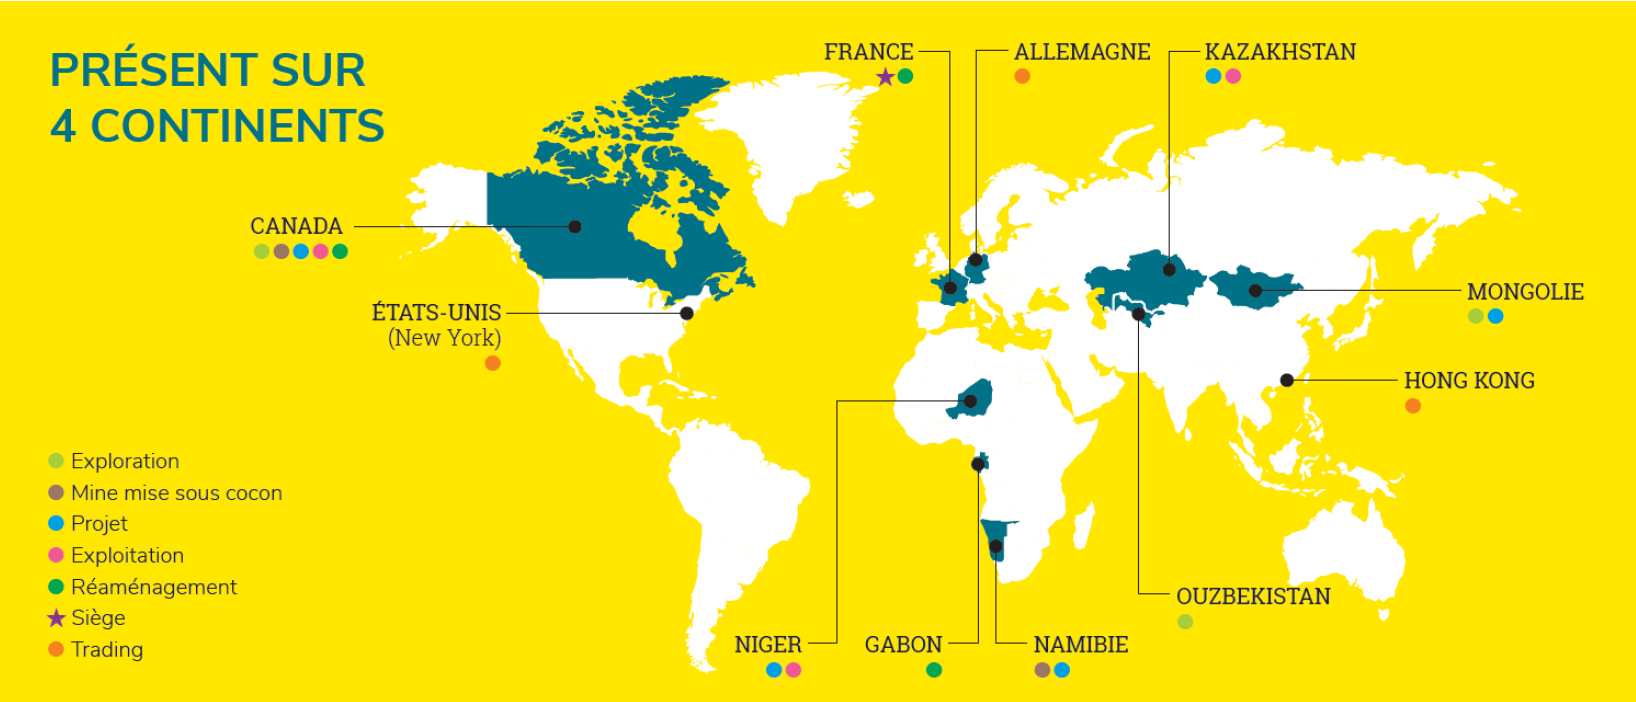 PRÉSENT SUR
4 CONTINENTS
FRANCE
ALLEMAGNE
KAZAKHSTAN
CANADA
ÉTATS-UNIS
(New York)
MONGOLIE
HONG KONG
Exploration
Mine mise sous cocon
Projet
Exploitation
Réaménagement
Siège
Trading
OUZBEKISTAN
NIGER
GABON
NAMIBIE